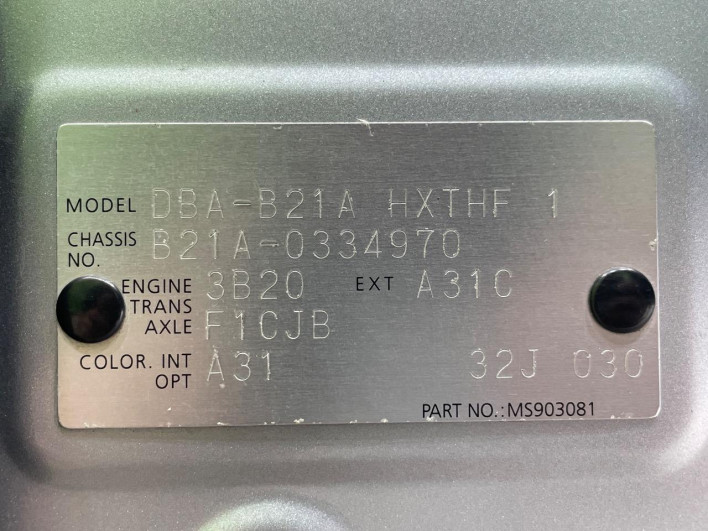 MODEL DBA-B21A HXTHF 1
CHASSIS NO. B21A-0334970
ENGINE 3B20 EXT A31C
TRANS AXLE F1CJB
COLOR. INT OPT A31 32J 030
PART NO.:MS903081